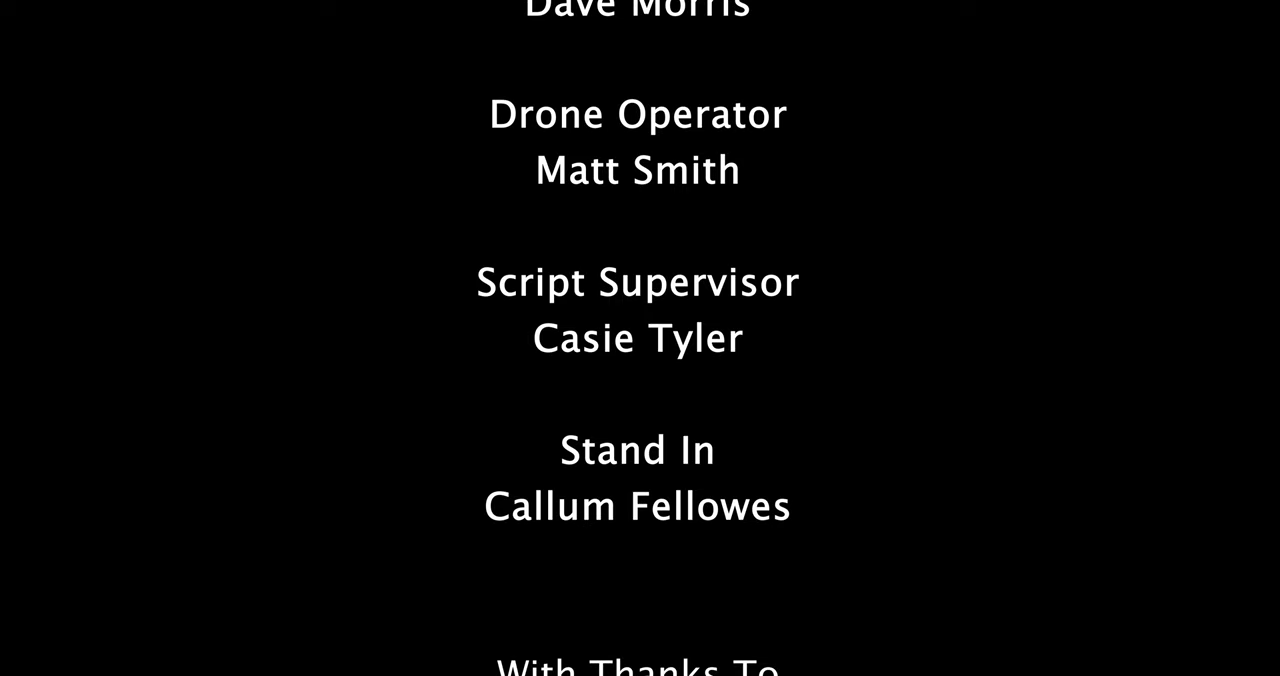 Dave Morris
Drone Operator
Matt Smith
Script Supervisor
Casie Tyler
Stand In
Callum Fellowes
With Thanks To